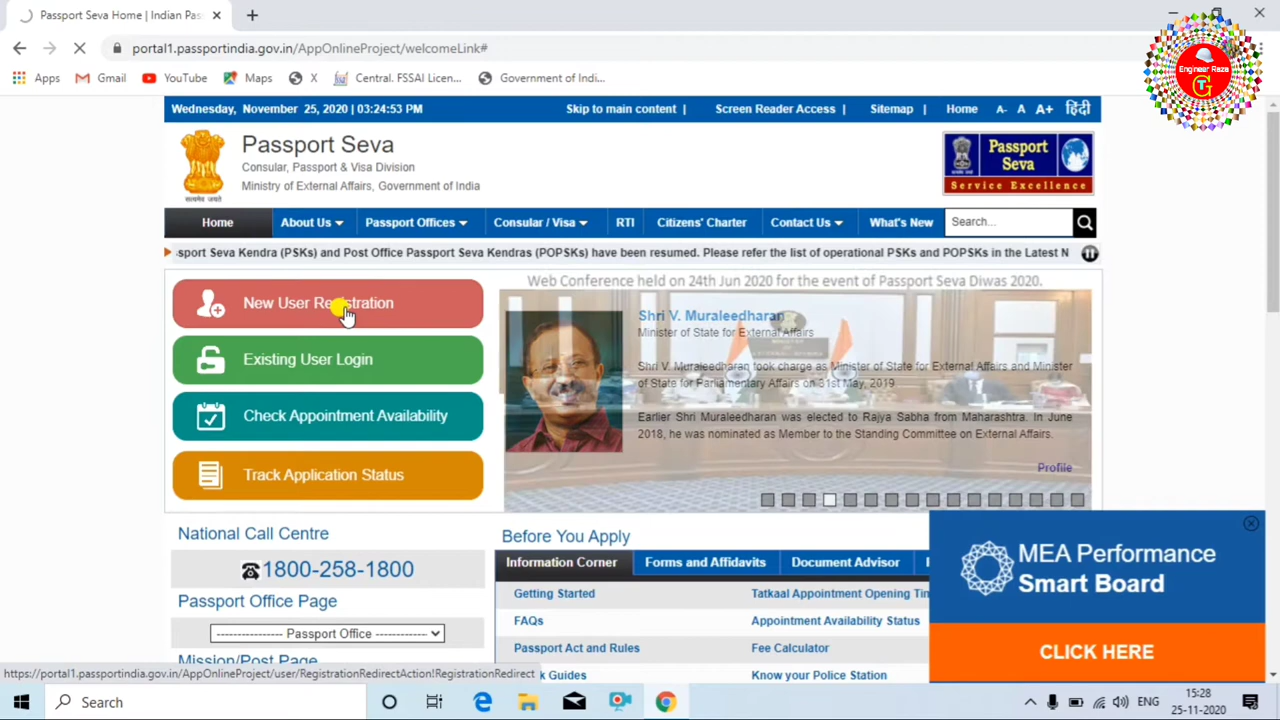 Passport Seva Home | Indian Pas
portal1.passportindia.gov.in/AppOnlineProject/welcomeLink#
Apps Gmail YouTube Maps X Central. FSSAI Licen... Government of Indi...
Engineer Raza
Wednesday, November 25, 2020 | 03:24:53 PM Skip to main content | Screen Reader Access | Sitemap | Home A- A A+ हिंदी
Passport Seva
Consular, Passport & Visa Division
Ministry of External Affairs, Government of India
सत्यमेव जयते
Passport
Seva
Service Excellence
Home About Us Passport Offices Consular / Visa RTI Citizens' Charter Contact Us What's New Search...
sport Seva Kendra (PSKs) and Post Office Passport Seva Kendras (POPSKs) have been resumed. Please refer the list of operational PSKs and POPSKs in the Latest N
New User Registration
Existing User Login
Check Appointment Availability
Track Application Status
Web Conference held on 24th Jun 2020 for the event of Passport Seva Diwas 2020.
Shri V. Muraleedharan
Minister of State for External Affairs
Shri V. Muraleedharan took charge as Minister of State for External Affairs and Minister
of State for Parliamentary Affairs on 31st May, 2019
Earlier Shri Muraleedharan was elected to Rajya Sabha from Maharashtra. In June
2018, he was nominated as Member to the Standing Committee on External Affairs.
Profile
National Call Centre
1800-258-1800
Passport Office Page
---------------- Passport Office ------------
Mission/Post Page
Before You Apply
Information Corner Forms and Affidavits Document Advisor
Getting Started Tatkaal Appointment Opening Tin
FAQs Appointment Availability Status
Passport Act and Rules Fee Calculator
k Guides Know your Police Station
MEA Performance
Smart Board
CLICK HERE
https://portal1.passportindia.gov.in/AppOnlineProject/user/RegistrationRedirectAction!RegistrationRedirect
Search
ENG
15:28
25-11-2020